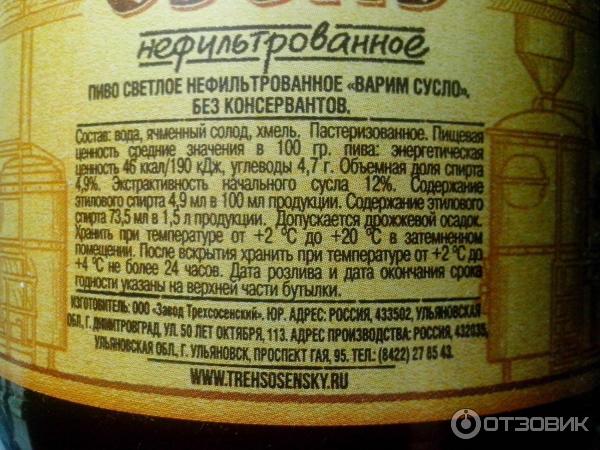 нефильтрованное
ПИВО СВЕТЛОЕ НЕФИЛЬТРОВАННОЕ «ВАРИМ СУСЛО».
БЕЗ КОНСЕРВАНТОВ.
Состав: вода, ячменный солод, хмель. Пастеризованное. Пищевая
ценность средние значения в 100 гр. пива: энергетическая
ценность 46 ккал/190 кДж, углеводы 4,7 г. Объемная доля спирта
4,9%. Экстрактивность начального сусла 12%. Содержание
этилового спирта 4,9 мл в 100 мл продукции. Содержание этилового
спирта 73,5 мл в 1,5 л продукции. Допускается дрожжевой осадок.
Хранить при температуре от +2 °С до +20 °С в затемненном
помещении. После вскрытия хранить при температуре от +2 °С до
+4 °С не более 24 часов. Дата розлива и дата окончания срока
годности указаны на верхней части бутылки.
ИЗГОТОВИТЕЛЬ: ООО «Завод Трехсосенский». ЮР. АДРЕС: РОССИЯ, 433502, УЛЬЯНОВСКАЯ
ОБЛ., Г. ДИМИТРОВГРАД, УЛ. 50 ЛЕТ ОКТЯБРЯ, 113. АДРЕС ПРОИЗВОДСТВА: РОССИЯ, 432035,
УЛЬЯНОВСКАЯ ОБЛ., Г. УЛЬЯНОВСК, ПРОСПЕКТ ГАЯ, 95. ТЕЛ.: (8422) 27 85 43.
WWW.TREHSOSENSKY.RU
ОТЗОВИК